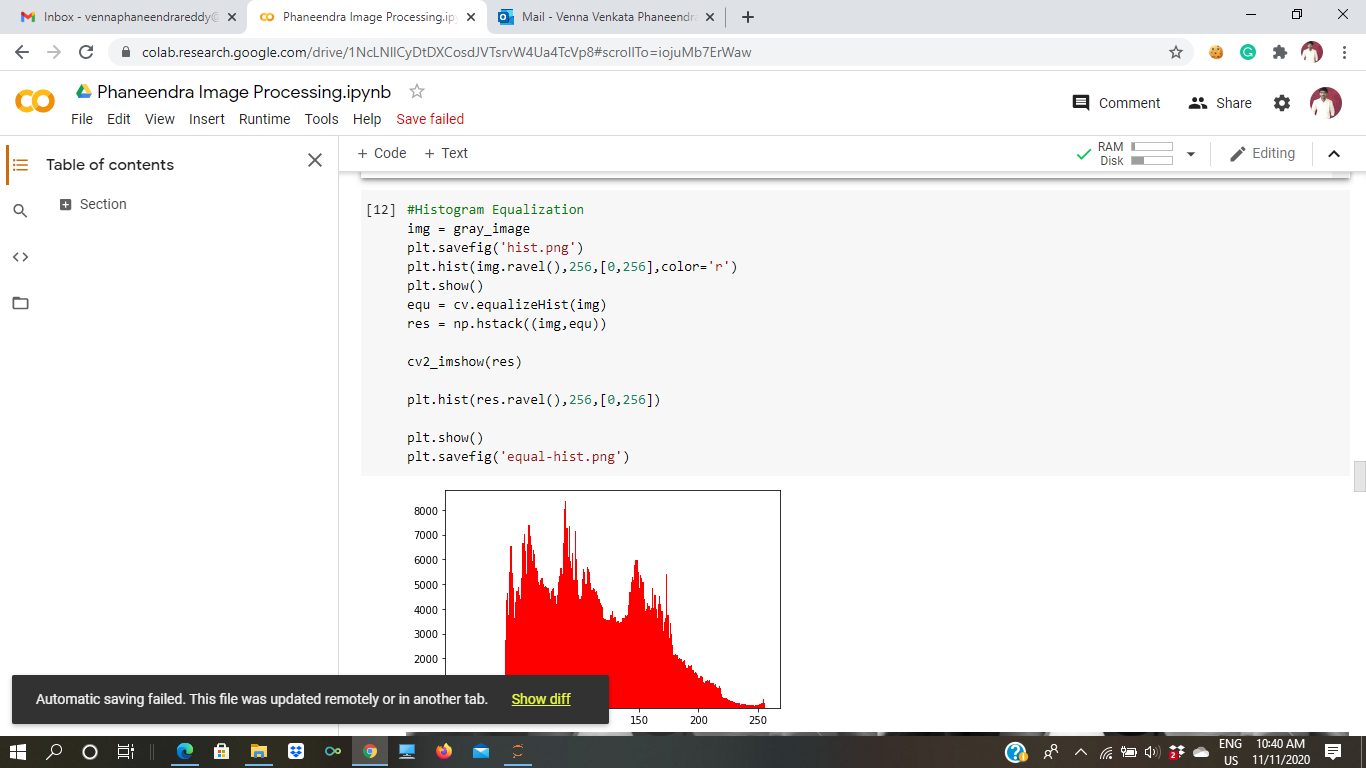 Inbox - vennaphaneendrareddy@
Phaneendra Image Processing.ip
Mail - Venna Venkata Phaneendr
colab.research.google.com/drive/1NcLNIlCyDtDXCosdJVTsrvW4Ua4TcVp8#scrollTo=iojuMb7ErWaw
Phaneendra Image Processing.ipynb
File Edit View Insert Runtime Tools Help Save failed
Comment Share
Table of contents
+ Code + Text
RAM
Disk
Editing
Section
[12] #Histogram Equalization
img = gray_image
plt.savefig('hist.png')
plt.hist(img.ravel(),256,[0,256],color='r')
plt.show()
equ = cv.equalizeHist(img)
res = np.hstack((img,equ))
cv2_imshow(res)
plt.hist(res.ravel(),256,[0,256])
plt.show()
plt.savefig('equal-hist.png')
8000
7000
6000
5000
4000
3000
2000
150 200 250
Automatic saving failed. This file was updated remotely or in another tab. Show diff
ENG
US
10:40 AM
11/11/2020